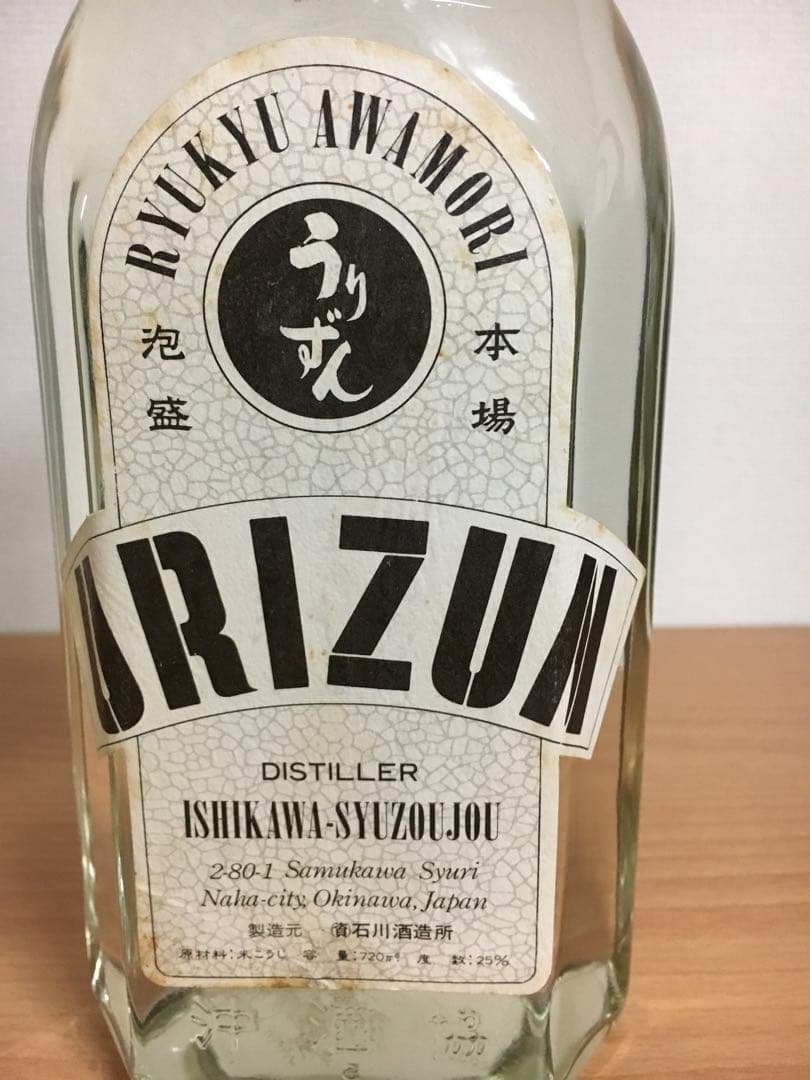 RYUKYU AWAMORI
うりずん
本場
泡盛
URIZUN
DISTILLER
ISHIKAWA-SYUZOUJOU
2-80-1 Samukawa Syuri
Naha-city, Okinawa, Japan
製造元 ㈾石川酒造所
原材料:米こうじ 容 量:720㎖ 度 数:25%